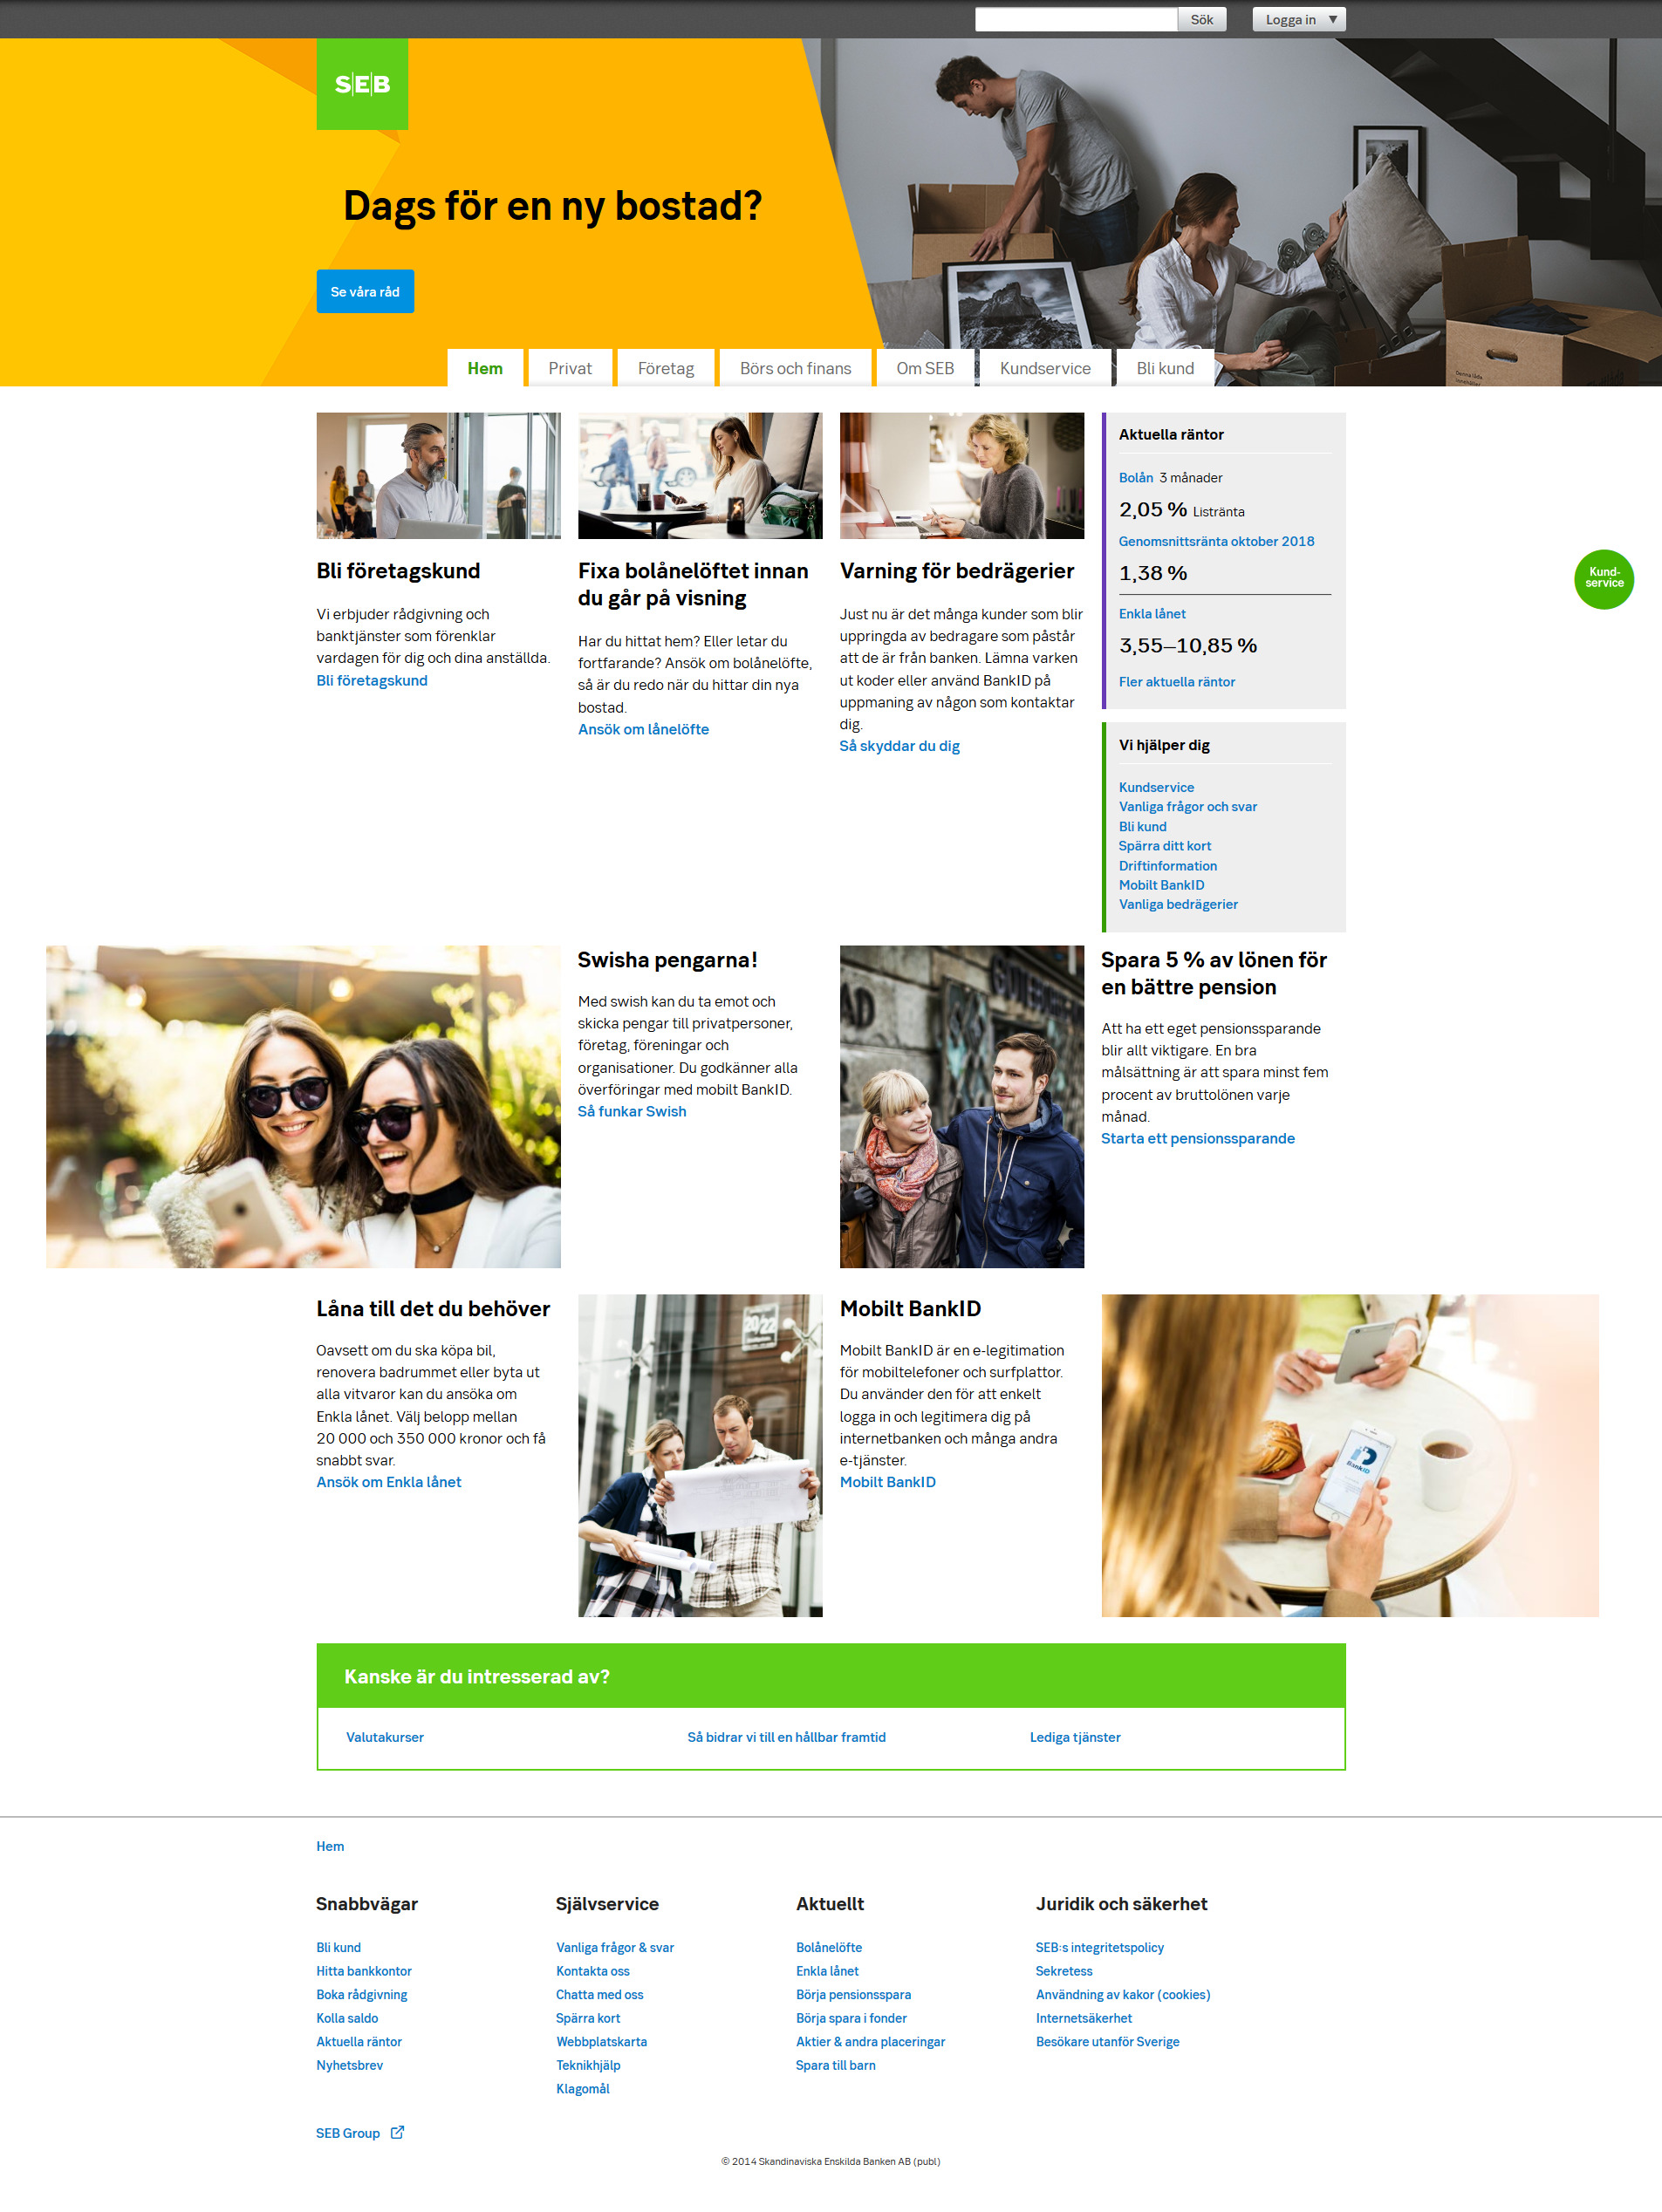 Sök
Logga in
S|E|B
Dags för en ny bostad?
Se våra råd
Hem
Privat
Företag
Börs och finans
Om SEB
Kundservice
Bli kund
Bli företagskund
Vi erbjuder rådgivning och
banktjänster som förenklar
vardagen för dig och dina anställda.
Bli företagskund
Fixa bolånelöftet innan
du går på visning
Har du hittat hem? Eller letar du
fortfarande? Ansök om bolånelöfte,
så är du redo när du hittar din nya
bostad.
Ansök om lånelöfte
Varning för bedrägerier
Just nu är det många kunder som blir
uppringda av bedragare som påstår
att de är från banken. Lämna varken
ut koder eller använd BankID på
uppmaning av någon som kontaktar
dig.
Så skyddar du dig
Aktuella räntor
Bolån 3 månader
2,05 % Listränta
Genomsnittsränta oktober 2018
1,38 %
Enkla lånet
3,55–10,85 %
Fler aktuella räntor
Kund-
service
Vi hjälper dig
Kundservice
Vanliga frågor och svar
Bli kund
Spärra ditt kort
Driftinformation
Mobilt BankID
Vanliga bedrägerier
Swisha pengarna!
Med swish kan du ta emot och
skicka pengar till privatpersoner,
företag, föreningar och
organisationer. Du godkänner alla
överföringar med mobilt BankID.
Så funkar Swish
Spara 5 % av lönen för
en bättre pension
Att ha ett eget pensionssparande
blir allt viktigare. En bra
målsättning är att spara minst fem
procent av bruttolönen varje
månad.
Starta ett pensionssparande
Låna till det du behöver
Oavsett om du ska köpa bil,
renovera badrummet eller byta ut
alla vitvaror kan du ansöka om
Enkla lånet. Välj belopp mellan
20 000 och 350 000 kronor och få
snabbt svar.
Ansök om Enkla lånet
20/22
Mobilt BankID
Mobilt BankID är en e-legitimation
för mobiltelefoner och surfplattor.
Du använder den för att enkelt
logga in och legitimera dig på
internetbanken och många andra
e-tjänster.
Mobilt BankID
BankID
Kanske är du intresserad av?
Valutakurser
Så bidrar vi till en hållbar framtid
Lediga tjänster
Hem
Snabbvägar
Bli kund
Hitta bankkontor
Boka rådgivning
Kolla saldo
Aktuella räntor
Nyhetsbrev
Självservice
Vanliga frågor & svar
Kontakta oss
Chatta med oss
Spärra kort
Webbplatskarta
Teknikhjälp
Klagomål
Aktuellt
Bolånelöfte
Enkla lånet
Börja pensionsspara
Börja spara i fonder
Aktier & andra placeringar
Spara till barn
Juridik och säkerhet
SEB:s integritetspolicy
Sekretess
Användning av kakor (cookies)
Internetsäkerhet
Besökare utanför Sverige
SEB Group
© 2014 Skandinaviska Enskilda Banken AB (publ)